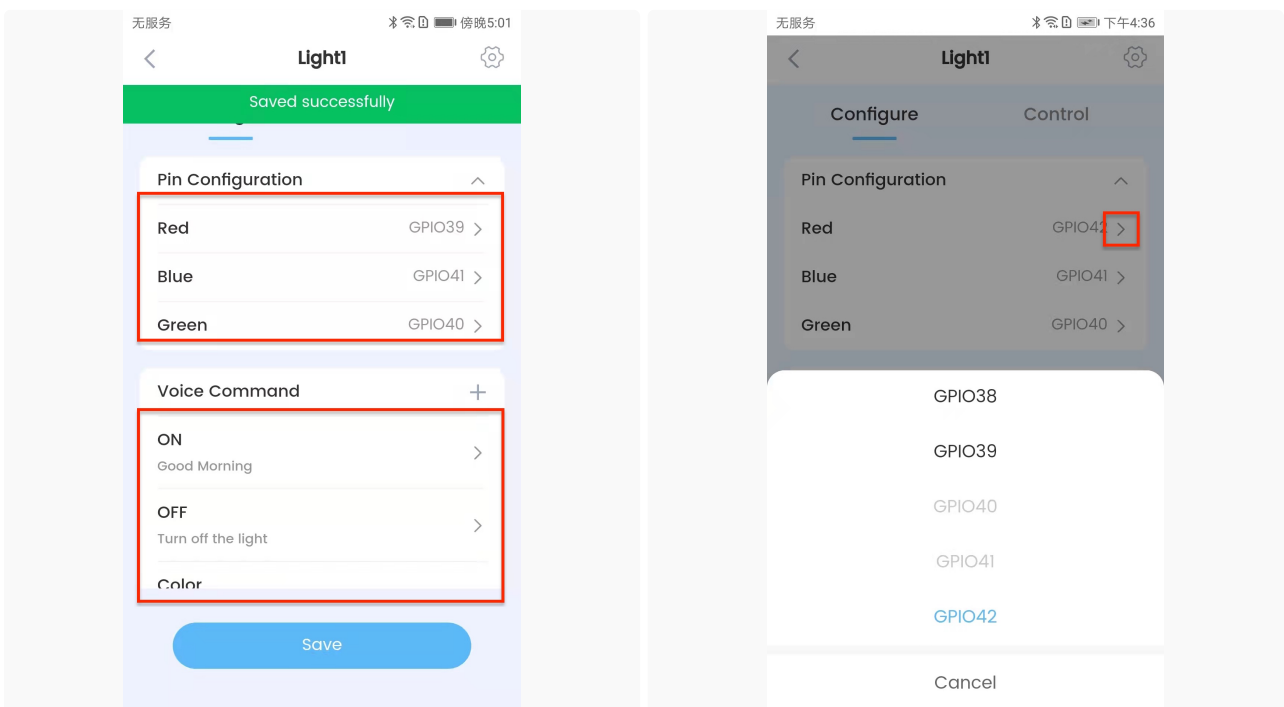 无服务 傍晚5:01
Light1
Saved successfully
Pin Configuration
Red GPIO39
Blue GPIO41
Green GPIO40
Voice Command
ON
Good Morning
OFF
Turn off the light
Color
Save
无服务 下午4:36
Light1
Configure Control
Pin Configuration
Red GPIO42
Blue GPIO41
Green GPIO40
GPIO38
GPIO39
GPIO40
GPIO41
GPIO42
Cancel